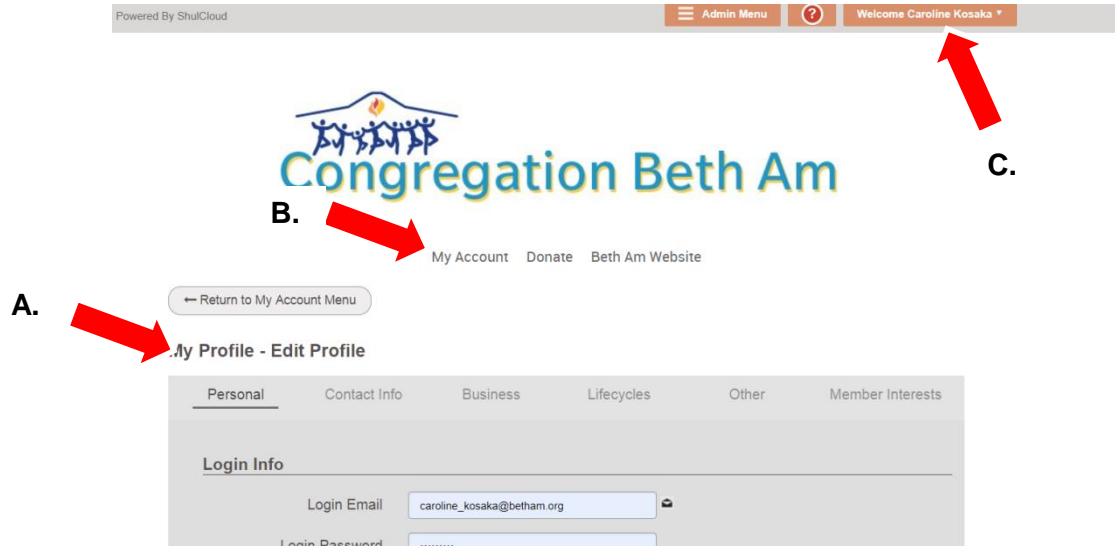 Powered By ShulCloud Admin Menu ? Welcome Caroline Kosaka
Congregation Beth Am
C.
B.
My Account Donate Beth Am Website
← Return to My Account Menu
A.
My Profile - Edit Profile
Personal Contact Info Business Lifecycles Other Member Interests
Login Info
Login Email caroline_kosaka@betham.org
Login Password